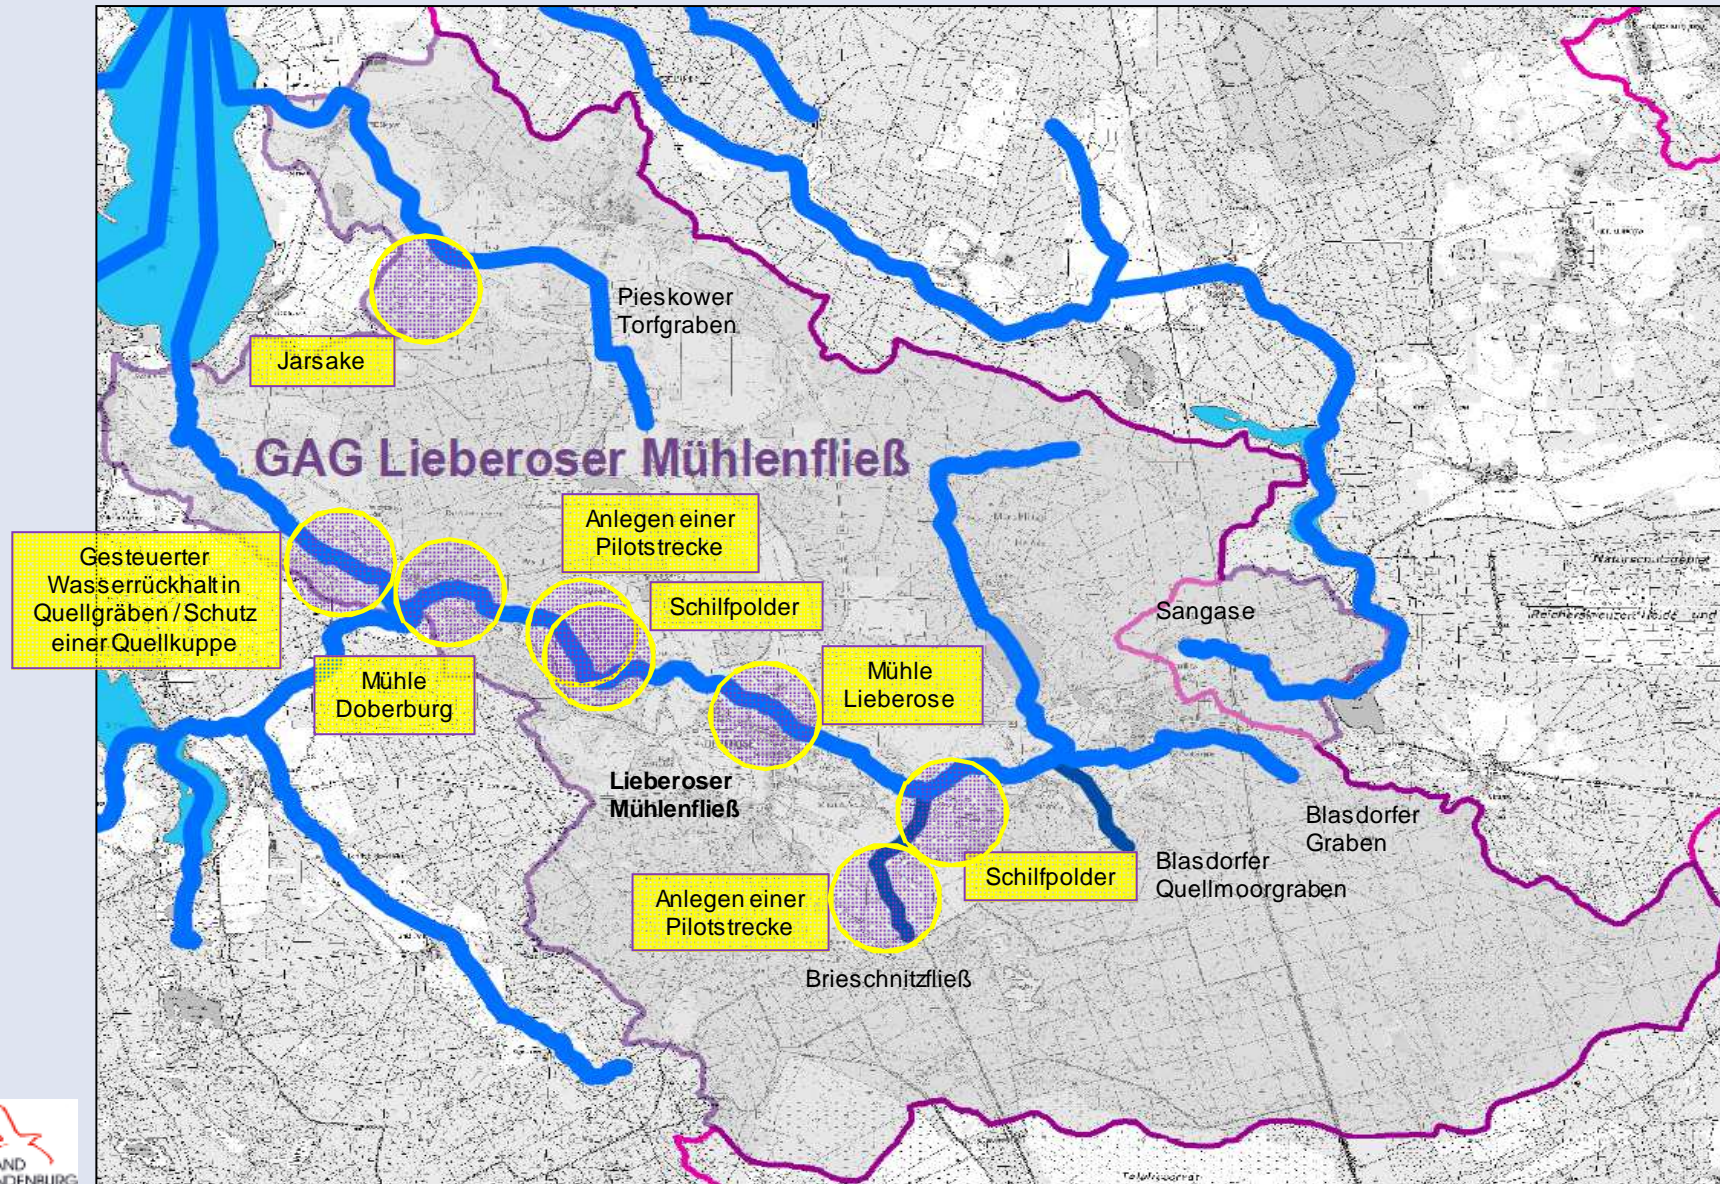 Pieskower
Torfgraben
Jarsake
GAG Lieberoser Mühlenfließ
Anlegen einer
Pilotstrecke
Gesteuerter
Wasserrückhalt in
Quellgräben / Schutz
einer Quellkuppe
Schilfpolder
Sangase
Mühle
Doberburg
Mühle
Lieberose
Lieberoser
Mühlenfließ
Blasdorfer
Graben
Schilfpolder
Blasdorfer
Quellmoorgraben
Anlegen einer
Pilotstrecke
Brieschnitzfließ